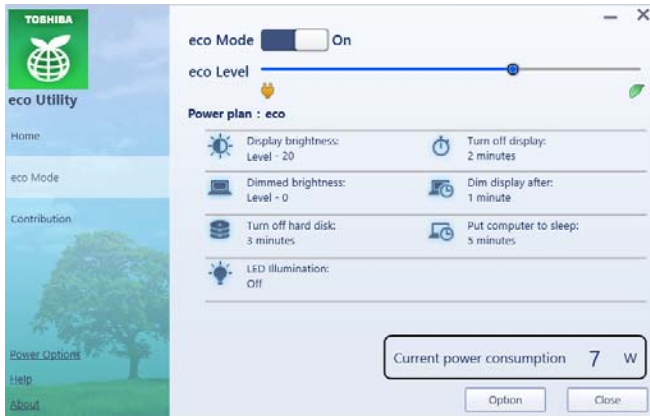 TOSHIBA
eco Utility
Home
eco Mode
Contribution
Power Options
Help
About
eco Mode On
eco Level
Power plan : eco
Display brightness:
Level - 20
Turn off display:
2 minutes
Dimmed brightness:
Level - 0
Dim display after:
1 minute
Turn off hard disk:
3 minutes
Put computer to sleep:
5 minutes
LED Illumination:
Off
Current power consumption 7 W
Option Close